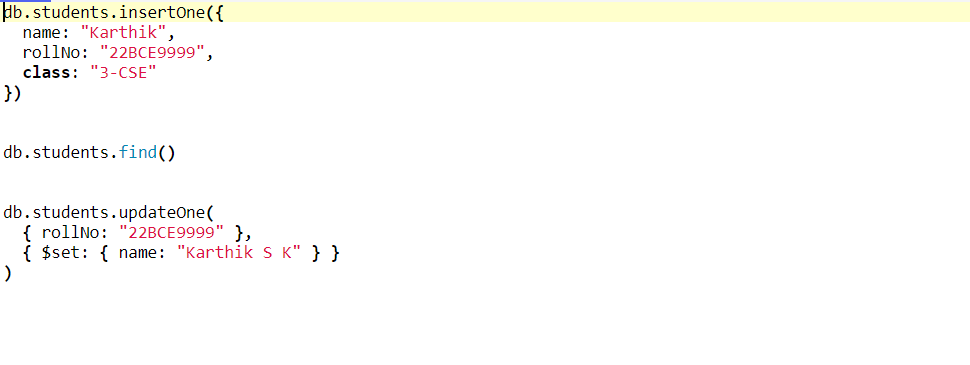 db.students.insertOne({
  name: "Karthik",
  rollNo: "22BCE9999",
  class: "3-CSE"
})
db.students.find()
db.students.updateOne(
  { rollNo: "22BCE9999" },
  { $set: { name: "Karthik S K" } }
)